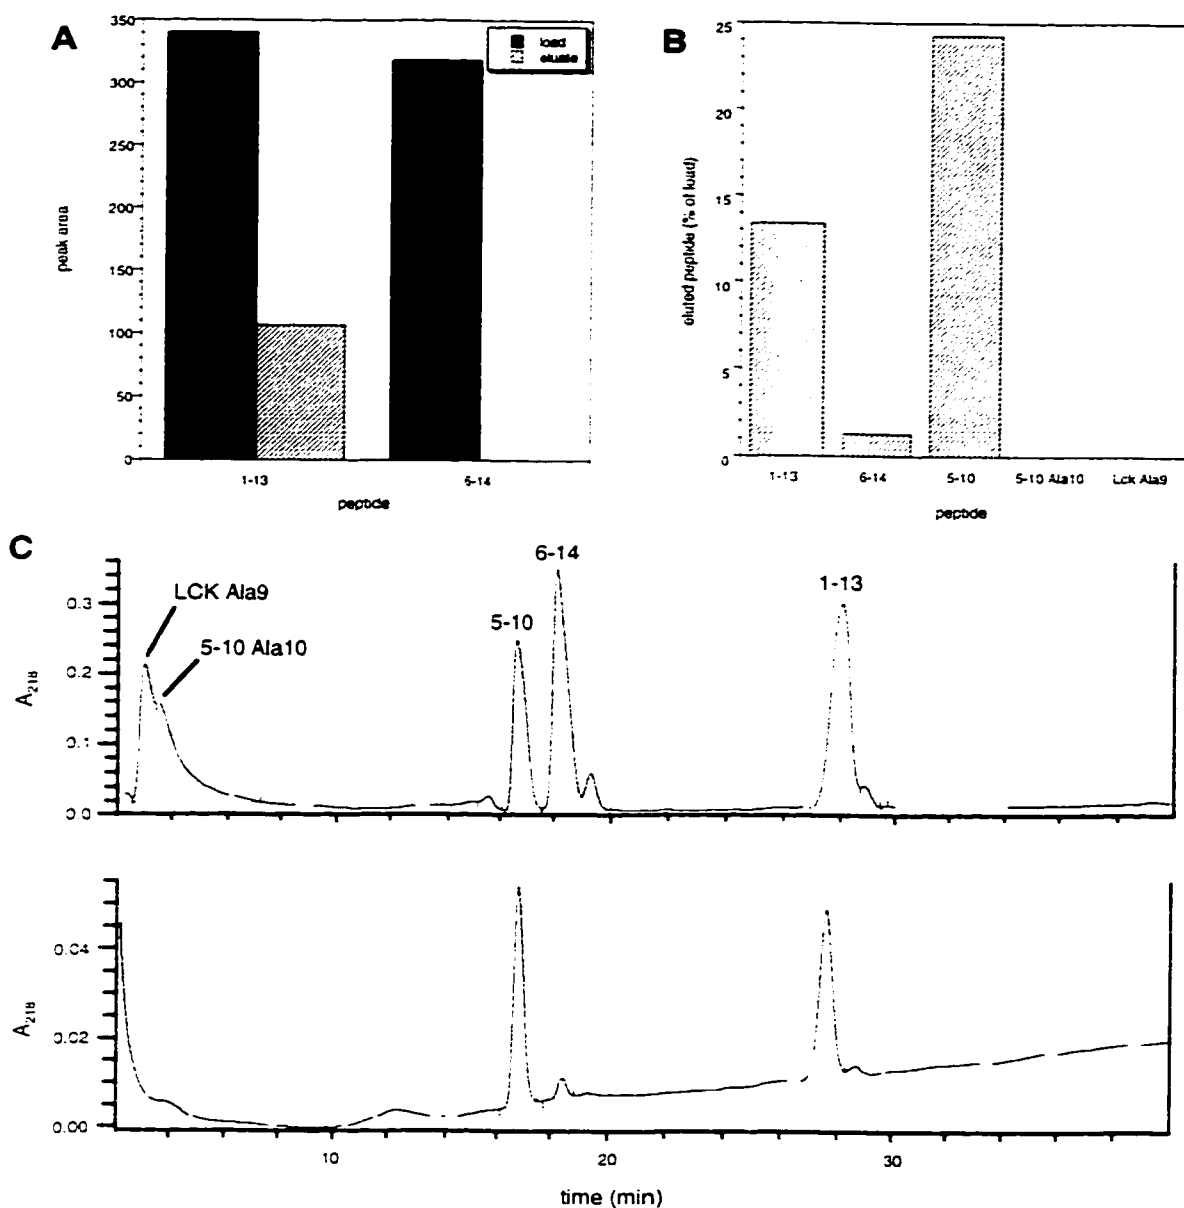 A
350
300
250
200
150
100
50
0
peak area
load
eluate
1-13
6-14
peptide
B
25
20
15
10
5
0
eluted peptide (% of load)
1-13
6-14
5-10
5-10 Ala10
Lck Ala9
peptide
C
LCK Ala9
5-10 Ala10
5-10
6-14
1-13
0.3
0.2
0.1
0.0
A218
0.04
0.02
0.00
A218
10
20
30
time (min)